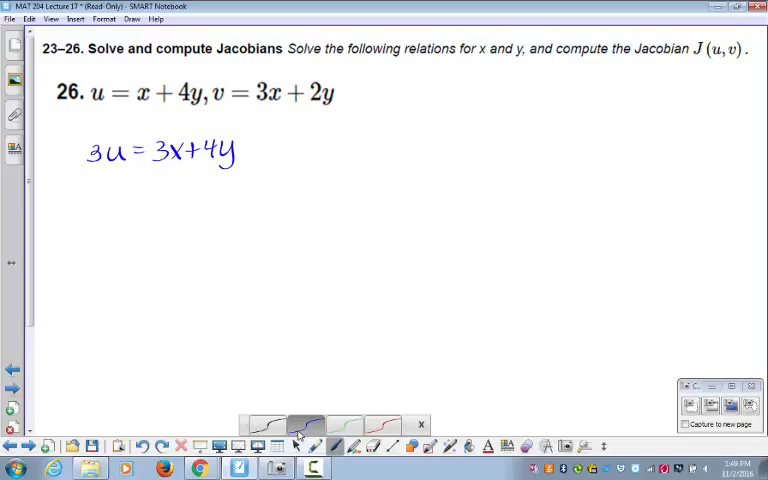 MAT 204 Lecture 17 * (Read-Only) - SMART Notebook
File Edit View Insert Format Draw Help
23–26. Solve and compute Jacobians Solve the following relations for x and y, and compute the Jacobian J(u, v).
26. u = x + 4y, v = 3x + 2y
3u = 3x+4y
C..
Capture to new page
x
3:49 PM
11/2/2016